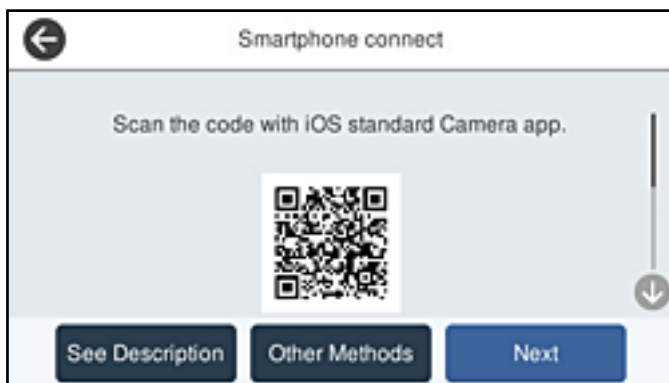 Smartphone connect
Scan the code with iOS standard Camera app.
See Description
Other Methods
Next